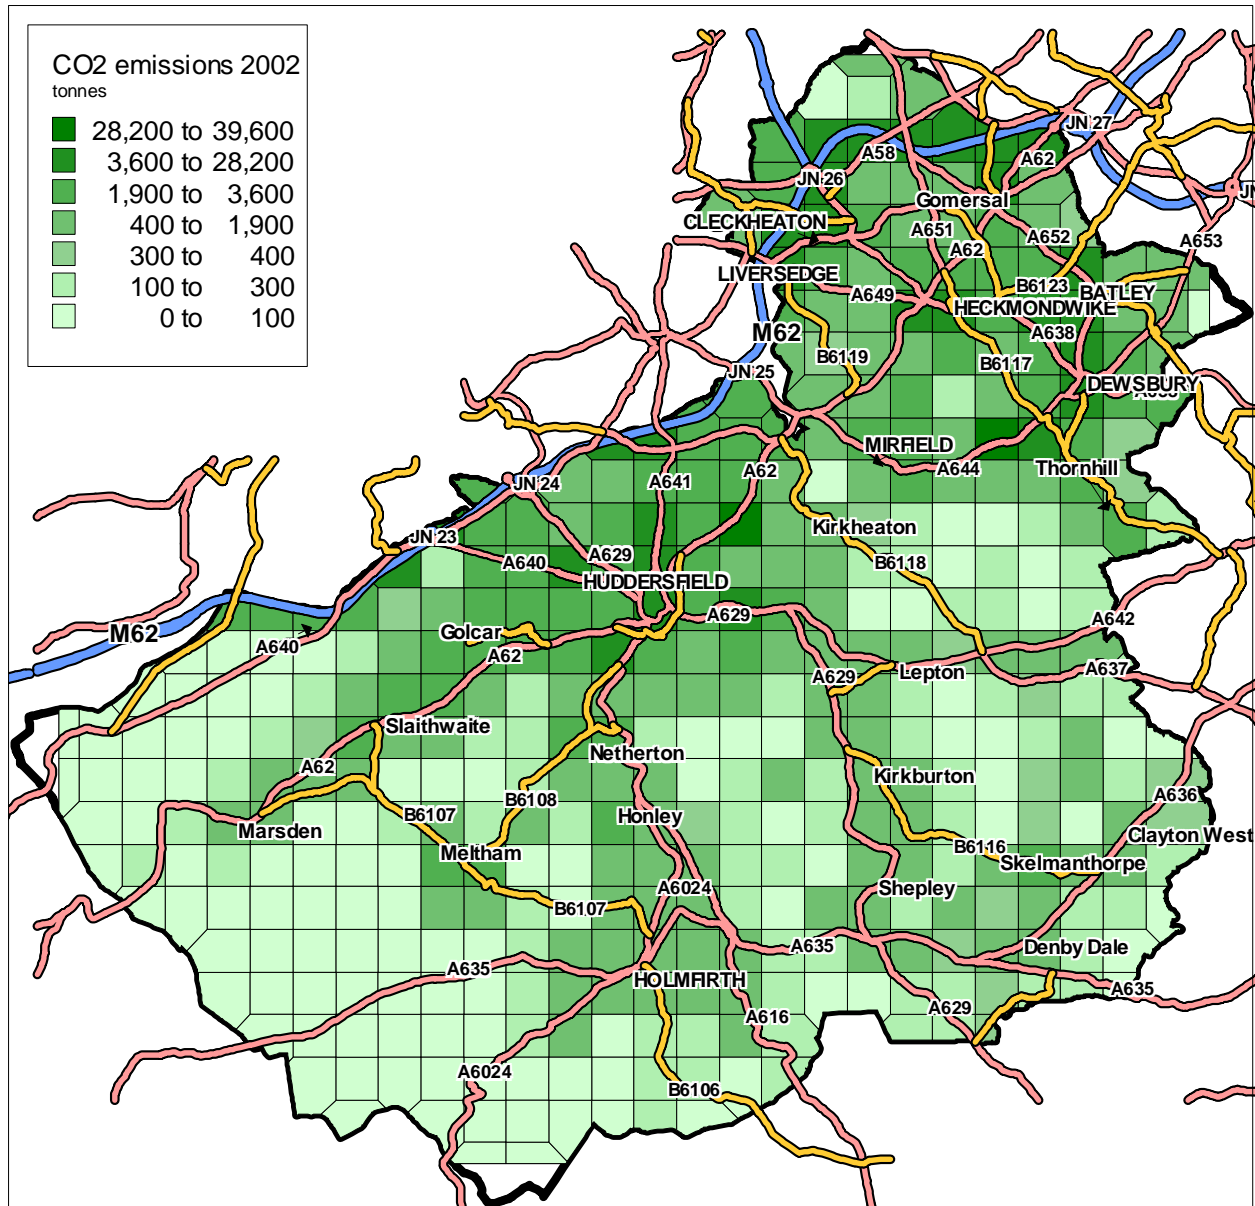 CO2 emissions 2002
tonnes
28,200 to 39,600
3,600 to 28,200
1,900 to 3,600
400 to 1,900
300 to 400
100 to 300
0 to 100
JN 27
A58
A62
JN 26
Gomersal
CLECKHEATON
A651
A652
A62
A653
LIVERSEDGE
B6123
BATLEY
A649
HECKMONDWIKE
M62
A638
B6119
B6117
JN 25
DEWSBURY
MIRFIELD
A62
A644
Thornhill
A641
JN 24
Kirkheaton
JN 23
A629
A640
B6118
HUDDERSFIELD
A629
A642
M62
Golcar
A640
A62
A629
Lepton
A637
Slaithwaite
Netherton
A62
Kirkburton
B6108
A636
B6107
Honley
Marsden
Clayton West
Meltham
B6116
Skelmanthorpe
A6024
Shepley
B6107
A635
Denby Dale
A635
HOLMFIRTH
A635
A616
A629
A6024
B6106